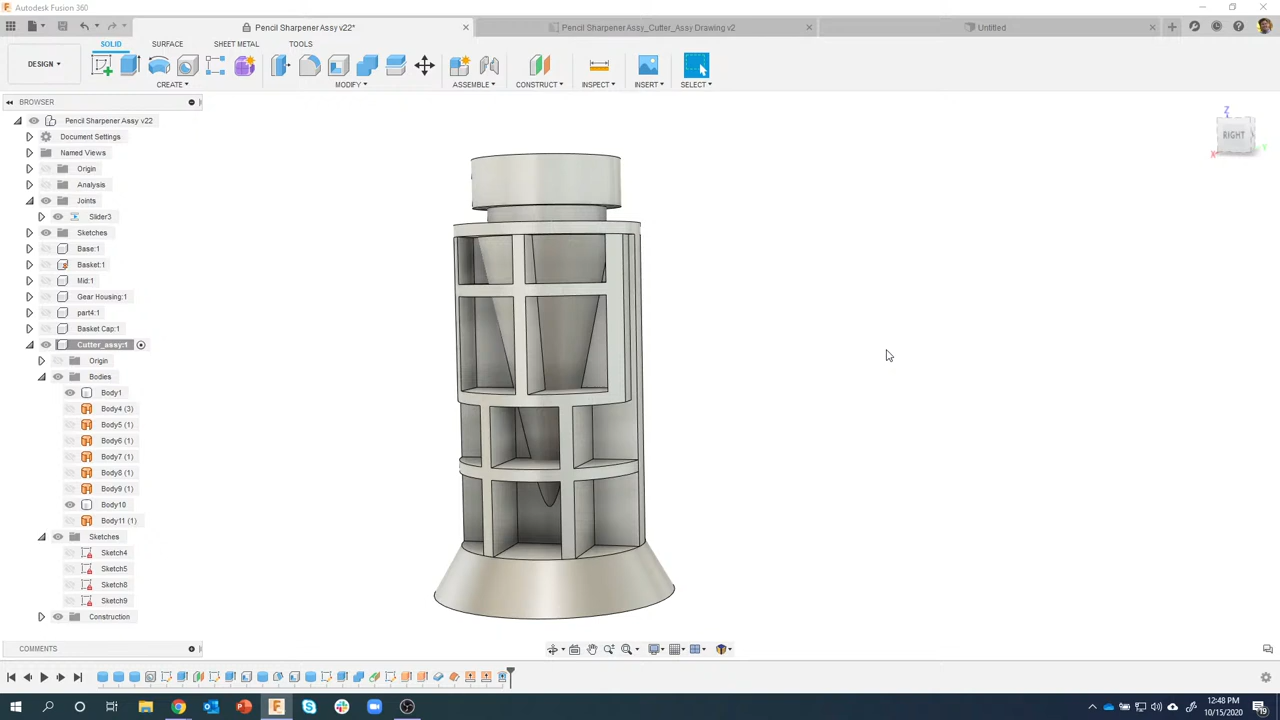 Autodesk Fusion 360
Pencil Sharpener Assy v22*
Pencil Sharpener Assy_Cutter_Assy Drawing v2
Untitled
SOLID
SURFACE
SHEET METAL
TOOLS
DESIGN
CREATE
MODIFY
ASSEMBLE
CONSTRUCT
INSPECT
INSERT
SELECT
BROWSER
Pencil Sharpener Assy v22
Document Settings
Named Views
Origin
Analysis
Joints
Slider3
Sketches
Base:1
Basket:1
Mid:1
Gear Housing:1
part4:1
Basket Cap:1
Cutter_assy:1
Origin
Bodies
Body1
Body4 (3)
Body5 (1)
Body6 (1)
Body7 (1)
Body8 (1)
Body9 (1)
Body10
Body11 (1)
Sketches
Sketch4
Sketch5
Sketch8
Sketch9
Construction
Z
RIGHT
X
Y
COMMENTS
12:48 PM
10/15/2020
19